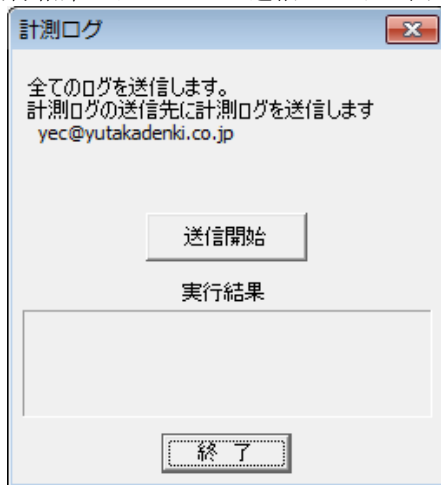 計測ログ
全てのログを送信します。
計測ログの送信先に計測ログを送信します
yec@yutakadenki.co.jp
送信開始
実行結果
終 了